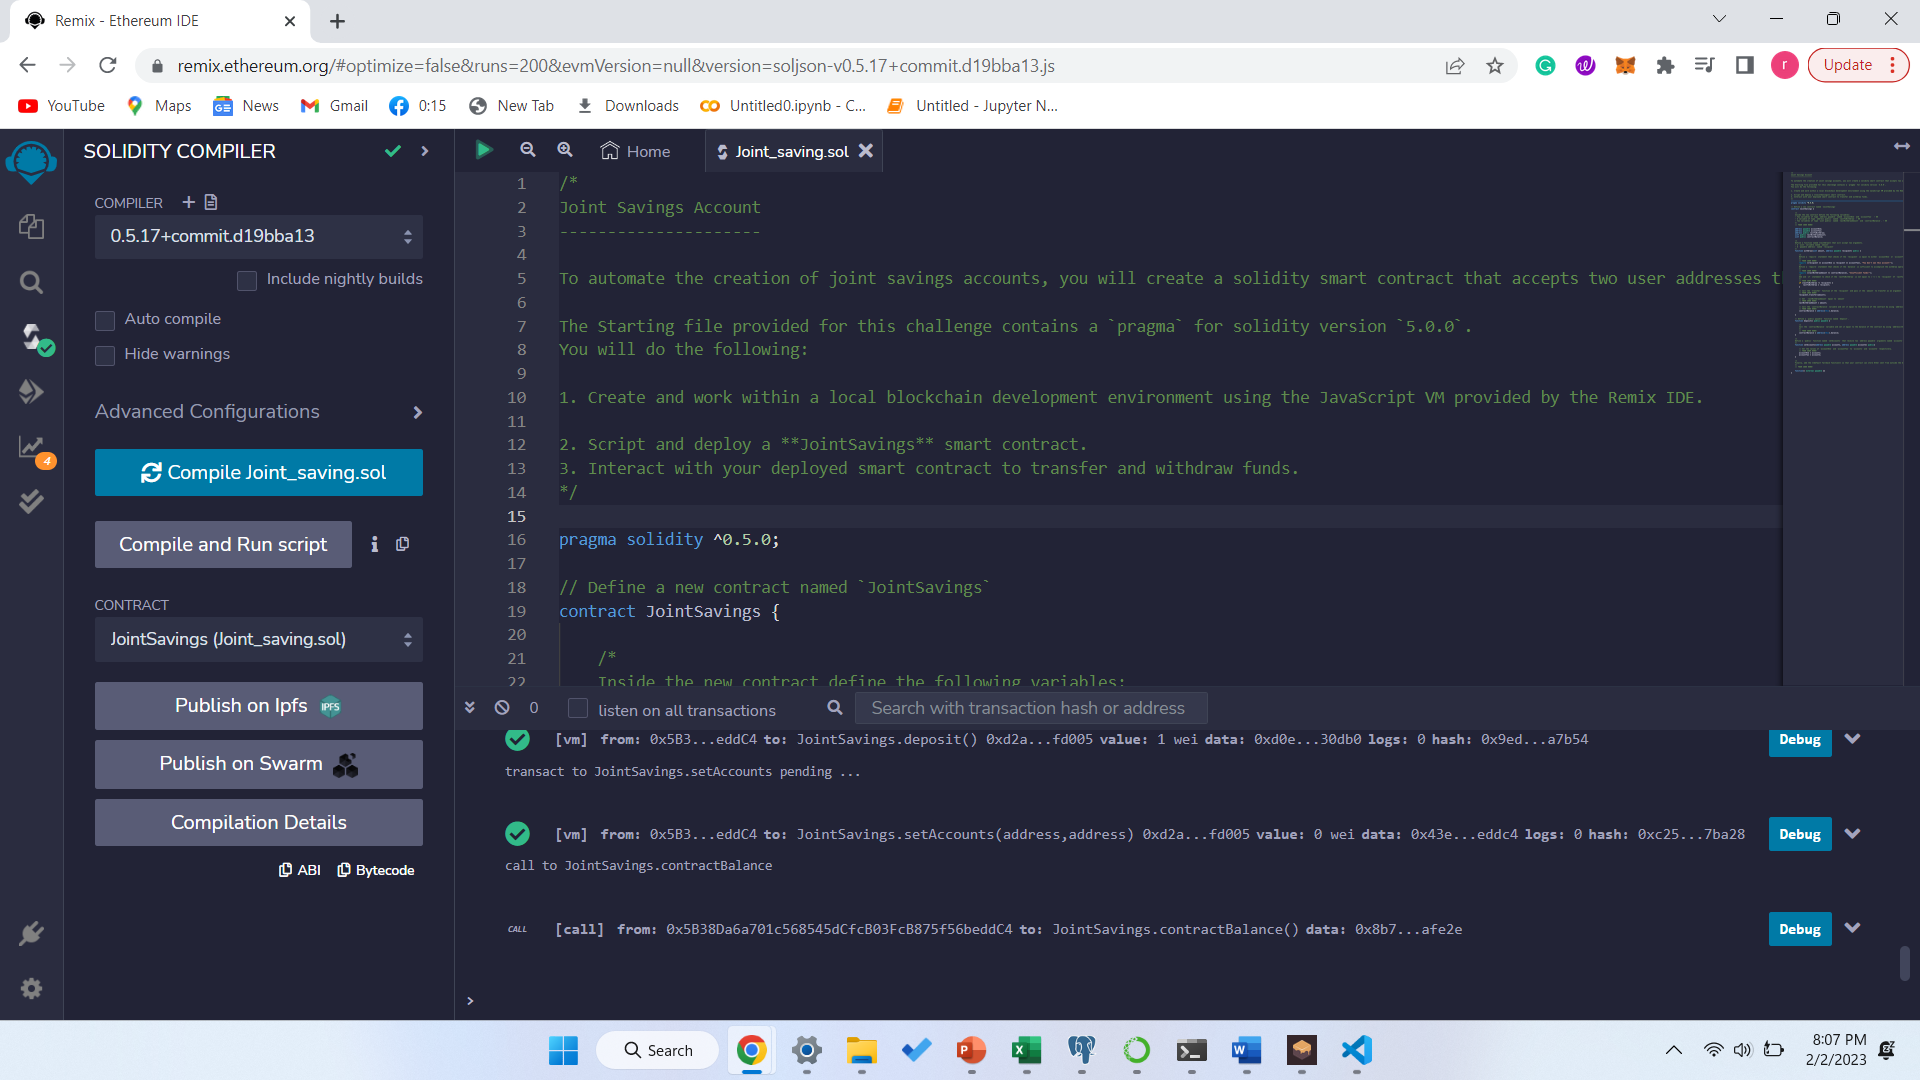 Remix - Ethereum IDE
remix.ethereum.org/#optimize=false&runs=200&evmVersion=null&version=soljson-v0.5.17+commit.d19bba13.js
r
Update
YouTube
Maps
News
Gmail
0:15
New Tab
Downloads
Untitled0.ipynb - C...
Untitled - Jupyter N...
SOLIDITY COMPILER
COMPILER
0.5.17+commit.d19bba13
Include nightly builds
Auto compile
Hide warnings
Advanced Configurations
4
Compile Joint_saving.sol
Compile and Run script
CONTRACT
JointSavings (Joint_saving.sol)
Publish on Ipfs IPFS
Publish on Swarm
Compilation Details
ABI Bytecode
Home
Joint_saving.sol
1 /*
2 Joint Savings Account
3 ---------------------
4
5 To automate the creation of joint savings accounts, you will create a solidity smart contract that accepts two user addresses t
6
7 The Starting file provided for this challenge contains a `pragma` for solidity version `5.0.0`.
8 You will do the following:
9
10 1. Create and work within a local blockchain development environment using the JavaScript VM provided by the Remix IDE.
11
12 2. Script and deploy a **JointSavings** smart contract.
13 3. Interact with your deployed smart contract to transfer and withdraw funds.
14 */
15
16 pragma solidity ^0.5.0;
17
18 // Define a new contract named `JointSavings`
19 contract JointSavings {
20
21 /*
22 Inside the new contract define the following variables:
0
listen on all transactions
Search with transaction hash or address
[vm] from: 0x5B3...eddC4 to: JointSavings.deposit() 0xd2a...fd005 value: 1 wei data: 0xd0e...30db0 logs: 0 hash: 0x9ed...a7b54
Debug
transact to JointSavings.setAccounts pending ...
[vm] from: 0x5B3...eddC4 to: JointSavings.setAccounts(address,address) 0xd2a...fd005 value: 0 wei data: 0x43e...eddc4 logs: 0 hash: 0xc25...7ba28
Debug
call to JointSavings.contractBalance
CALL [call] from: 0x5B38Da6a701c568545dCfcB03FcB875f56beddC4 to: JointSavings.contractBalance() data: 0x8b7...afe2e
Debug
>
Search
8:07 PM
2/2/2023